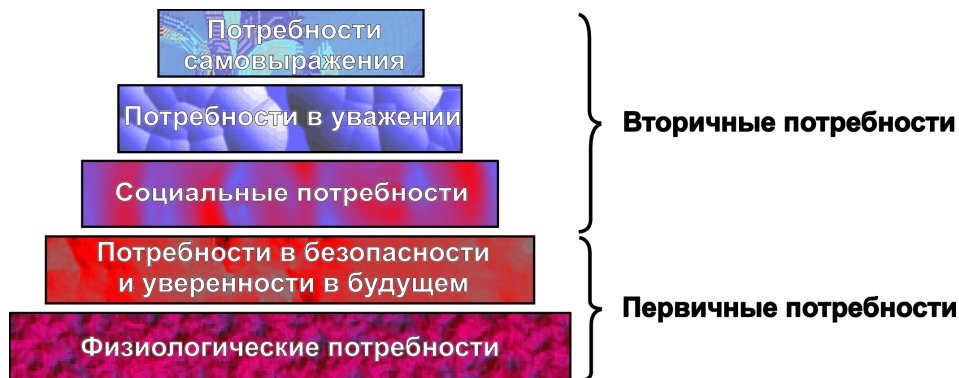 Потребности
самовыражения
Потребности в уважении
Социальные потребности
Потребности в безопасности
и уверенности в будущем
Физиологические потребности
Вторичные потребности
Первичные потребности